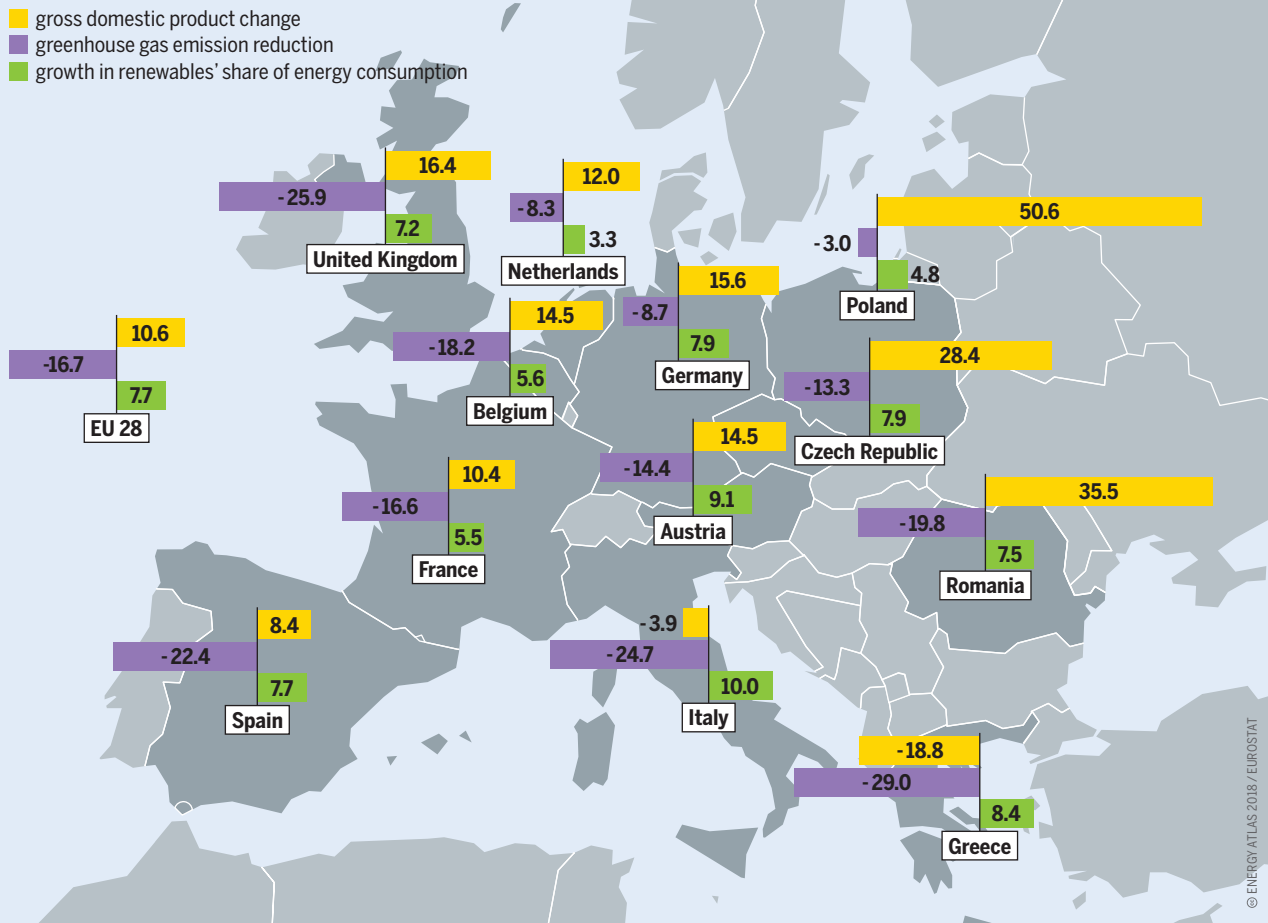 gross domestic product change
greenhouse gas emission reduction
growth in renewables' share of energy consumption
16.4
- 25.9
7.2
United Kingdom
12.0
- 8.3
3.3
Netherlands
50.6
- 3.0
4.8
Poland
15.6
- 8.7
7.9
Germany
14.5
- 18.2
5.6
Belgium
10.6
-16.7
7.7
EU 28
28.4
- 13.3
7.9
Czech Republic
14.5
- 14.4
9.1
Austria
10.4
- 16.6
5.5
France
35.5
- 19.8
7.5
Romania
8.4
- 22.4
7.7
Spain
- 3.9
- 24.7
10.0
Italy
- 18.8
- 29.0
8.4
Greece
ENERGY ATLAS 2018 / EUROSTAT